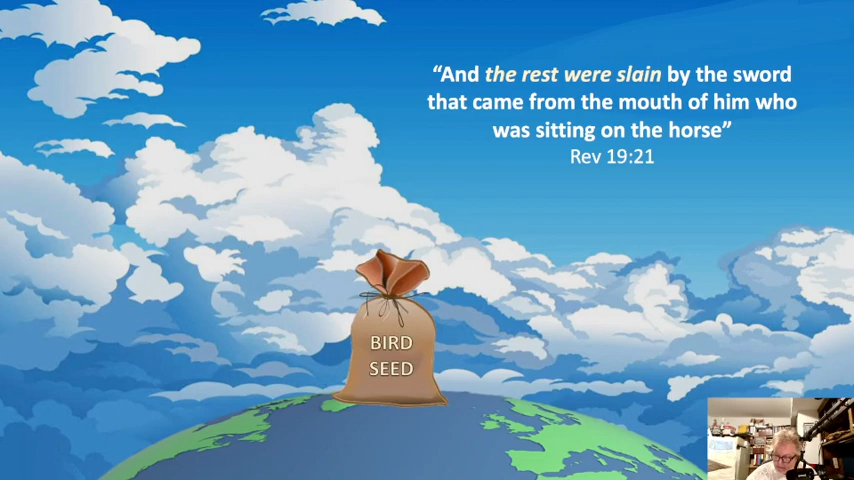 “And the rest were slain by the sword
that came from the mouth of him who
was sitting on the horse”
Rev 19:21
BIRD
SEED